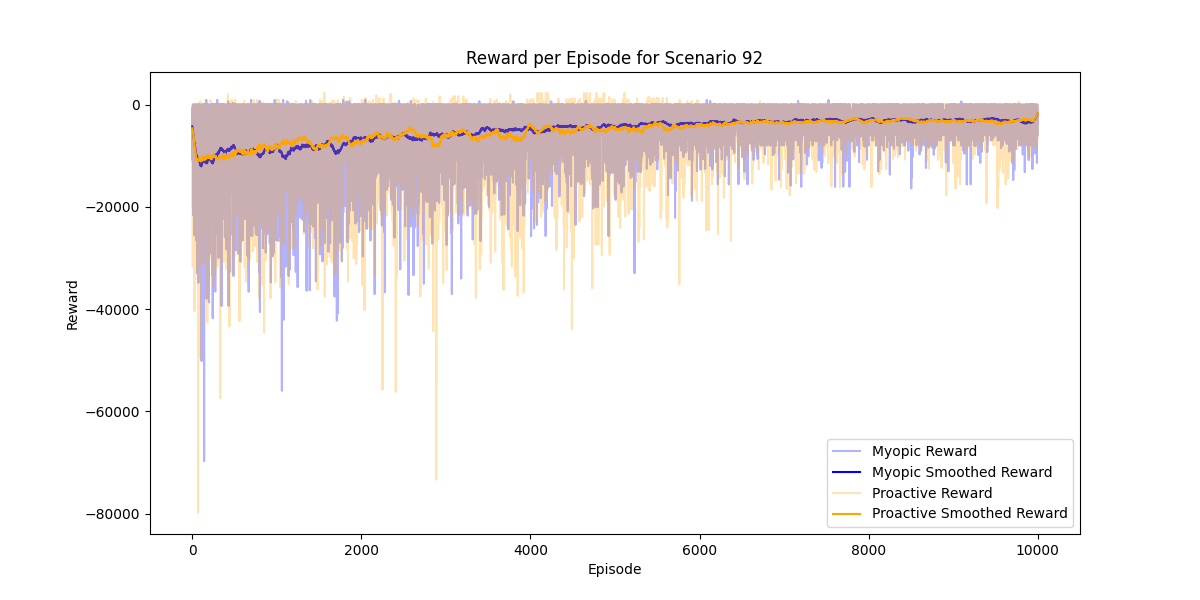 Reward per Episode for Scenario 92
0
−20000
−40000
−60000
−80000
Reward
0 2000 4000 6000 8000 10000
Episode
Myopic Reward
Myopic Smoothed Reward
Proactive Reward
Proactive Smoothed Reward